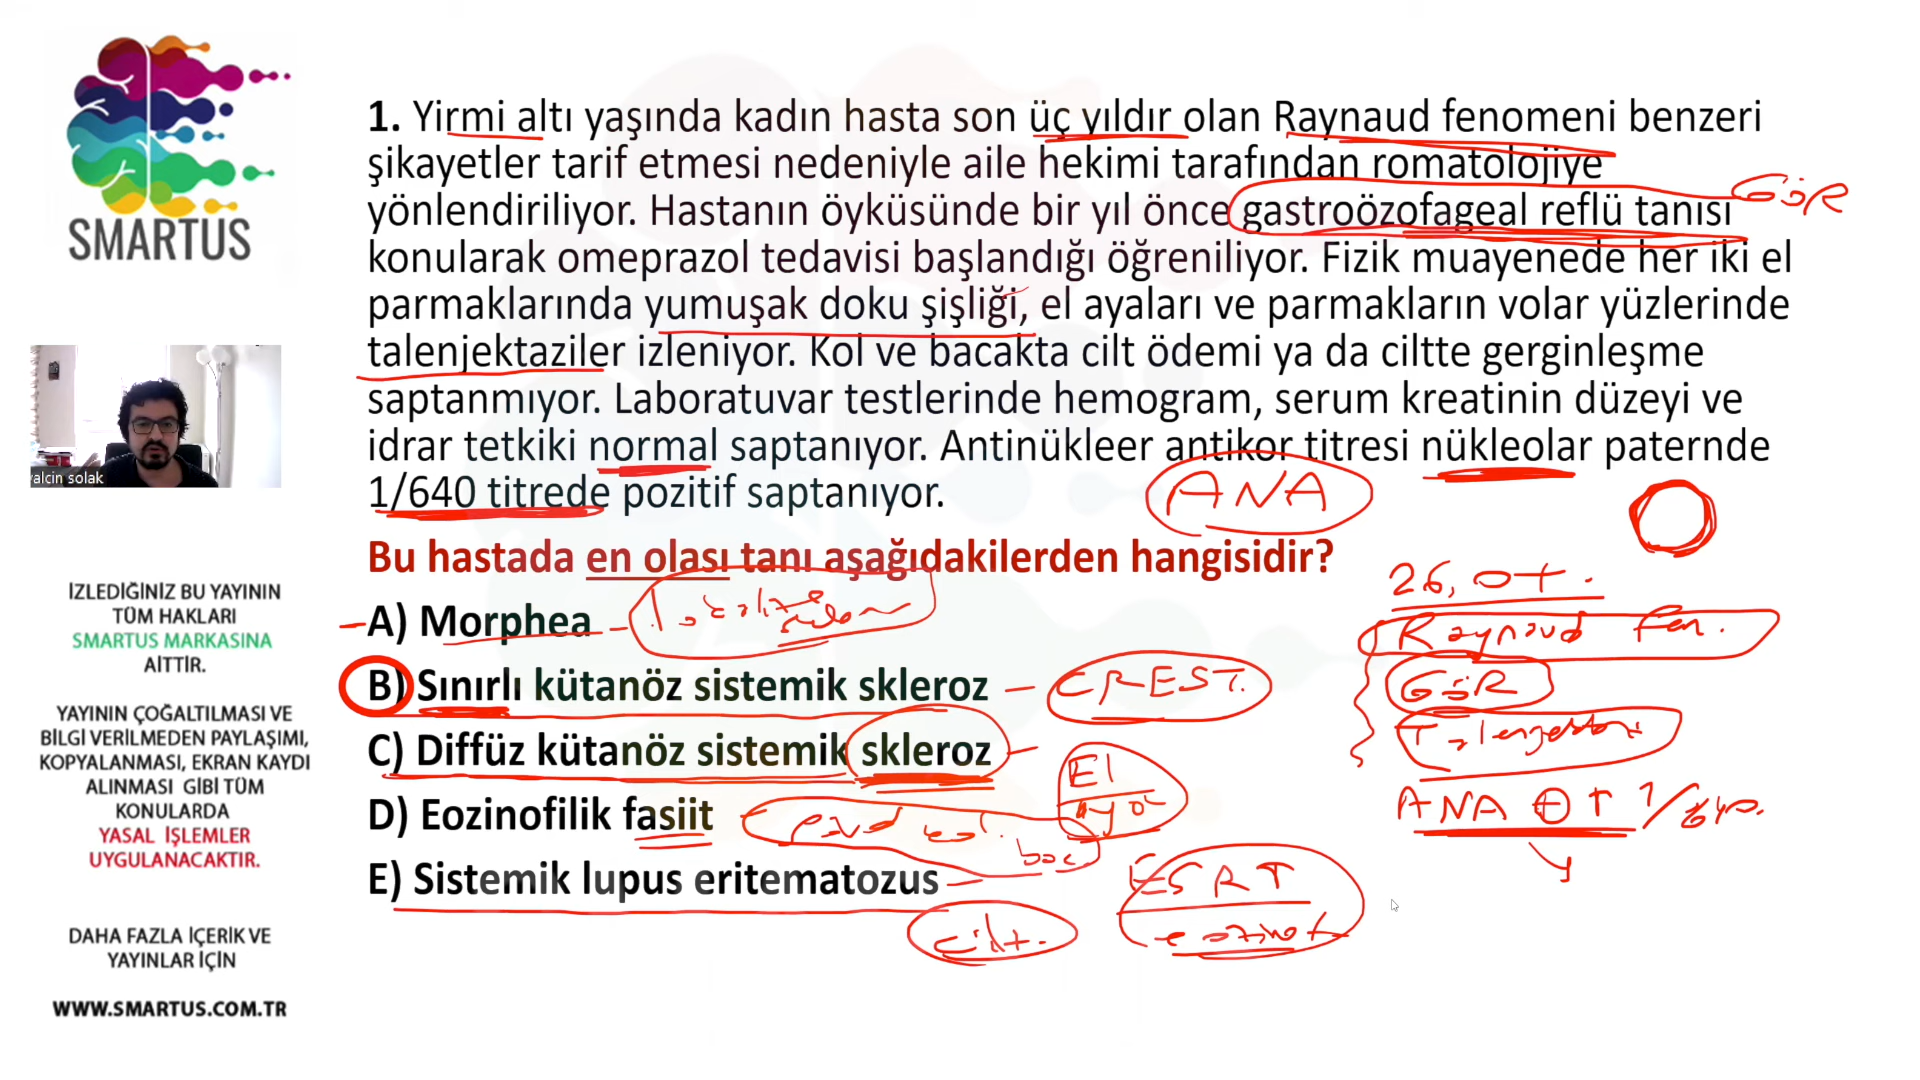 SMARTUS
1. Yirmi altı yaşında kadın hasta son üç yıldır olan Raynaud fenomeni benzeri
şikayetler tarif etmesi nedeniyle aile hekimi tarafından romatolojiye
yönlendiriliyor. Hastanın öyküsünde bir yıl önce gastroözofageal reflü tanısı
GÖR
konularak omeprazol tedavisi başlandığı öğreniliyor. Fizik muayenede her iki el
parmaklarında yumuşak doku şişliği, el ayaları ve parmakların volar yüzlerinde
talenjektaziler izleniyor. Kol ve bacakta cilt ödemi ya da ciltte gerginleşme
saptanmıyor. Laboratuvar testlerinde hemogram, serum kreatinin düzeyi ve
idrar tetkiki normal saptanıyor. Antinükleer antikor titresi nükleolar paternde
1/640 titrede pozitif saptanıyor.
ANA
Bu hastada en olası tanı aşağıdakilerden hangisidir?
A) Morphea
B) Sınırlı kütanöz sistemik skleroz
CREST.
C) Diffüz kütanöz sistemik skleroz
El
D) Eozinofilik fasiit
E) Sistemik lupus eritematozus
cilt.
26,
Raynaud Fen.
GÖR
ANA
alcin solak
İZLEDİĞİNİZ BU YAYININ
TÜM HAKLARI
SMARTUS MARKASINA
AİTTİR.
YAYININ ÇOĞALTILMASI VE
BİLGİ VERİLMEDEN PAYLAŞIMI,
KOPYALANMASI, EKRAN KAYDI
ALINMASI GİBİ TÜM
KONULARDA
YASAL İŞLEMLER
UYGULANACAKTIR.
DAHA FAZLA İÇERİK VE
YAYINLAR İÇİN
WWW.SMARTUS.COM.TR